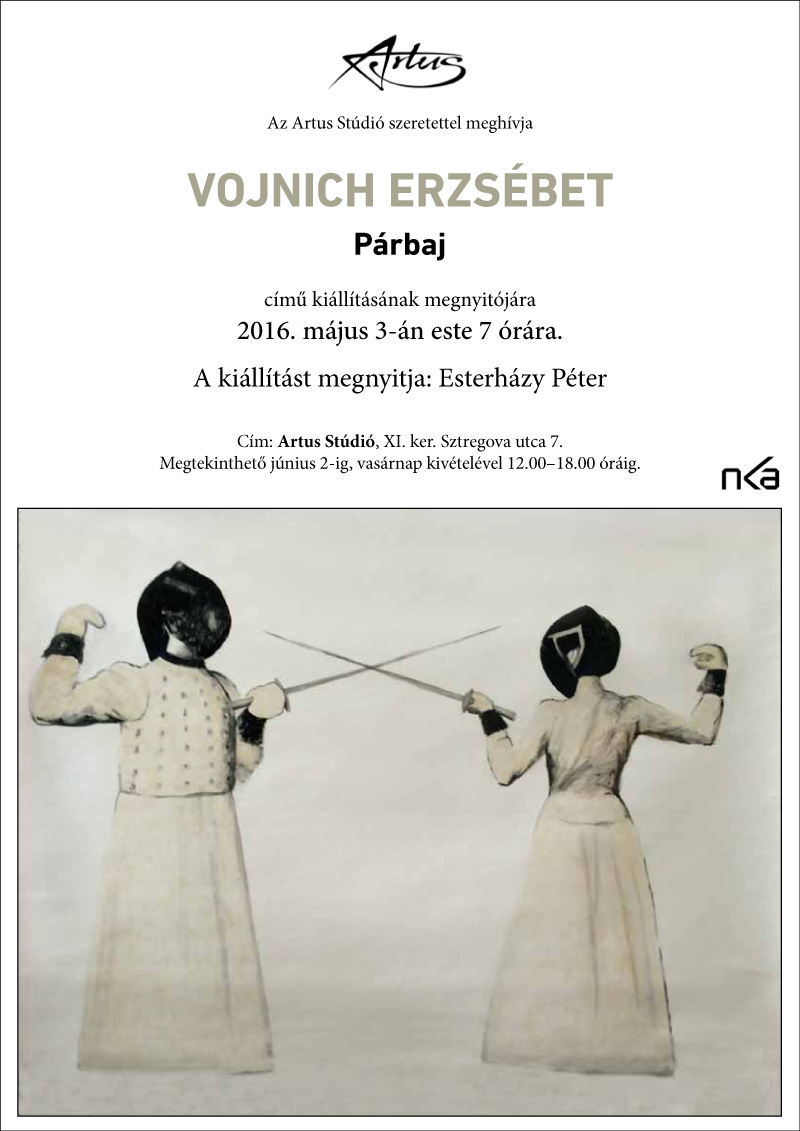 Artus
Az Artus Stúdió szeretettel meghívja
VOJNICH ERZSÉBET
Párbaj
című kiállításának megnyitójára
2016. május 3-án este 7 órára.
A kiállítást megnyitja: Esterházy Péter
Cím: Artus Stúdió, XI. ker. Sztregova utca 7.
Megtekinthető június 2-ig, vasárnap kivételével 12.00–18.00 óráig.
nka